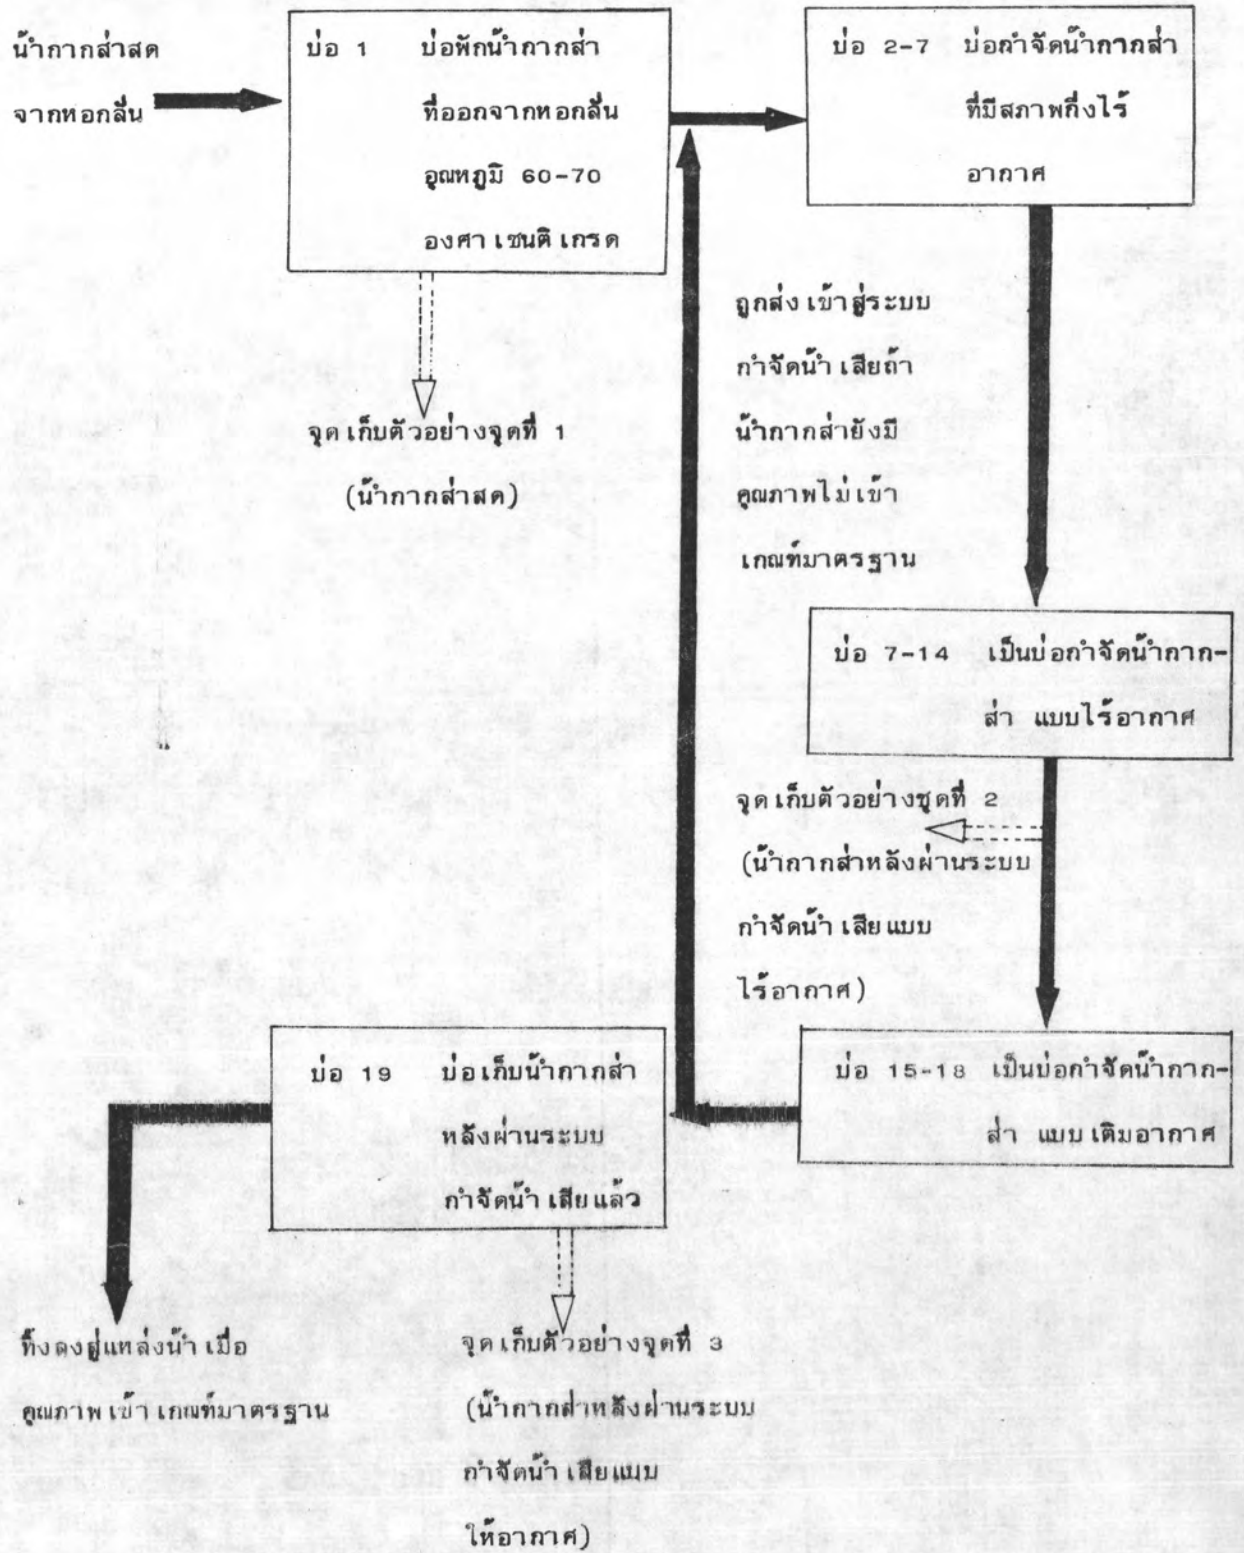 น้ำกากส่าสด
จากหอกลั่น
บ่อ 1 บ่อพักน้ำกากส่า
ที่ออกจากหอกลั่น
อุณหภูมิ 60-70
องศาเซนติเกรด
บ่อ 2-7 บ่อกำจัดน้ำกากส่า
ที่มีสภาพกึ่งไร้
อากาศ
จุดเก็บตัวอย่างจุดที่ 1
(น้ำกากส่าสด)
ถูกส่งเข้าสู่ระบบ
กำจัดน้ำเสียถ้า
น้ำกากส่ายังมี
คุณภาพไม่เข้า
เกณฑ์มาตรฐาน
บ่อ 7-14 เป็นบ่อกำจัดน้ำกาก-
ส่า แบบไร้อากาศ
จุดเก็บตัวอย่างชุดที่ 2
(น้ำกากส่าหลังผ่านระบบ
กำจัดน้ำเสียแบบ
ไร้อากาศ)
บ่อ 15-18 เป็นบ่อกำจัดน้ำกาก-
ส่า แบบเติมอากาศ
บ่อ 19 บ่อเก็บน้ำกากส่า
หลังผ่านระบบ
กำจัดน้ำเสียแล้ว
ทิ้งลงสู่แหล่งน้ำเมื่อ
คุณภาพเข้าเกณฑ์มาตรฐาน
จุดเก็บตัวอย่างจุดที่ 3
(น้ำกากส่าหลังผ่านระบบ
กำจัดน้ำเสียแบบ
ให้อากาศ)